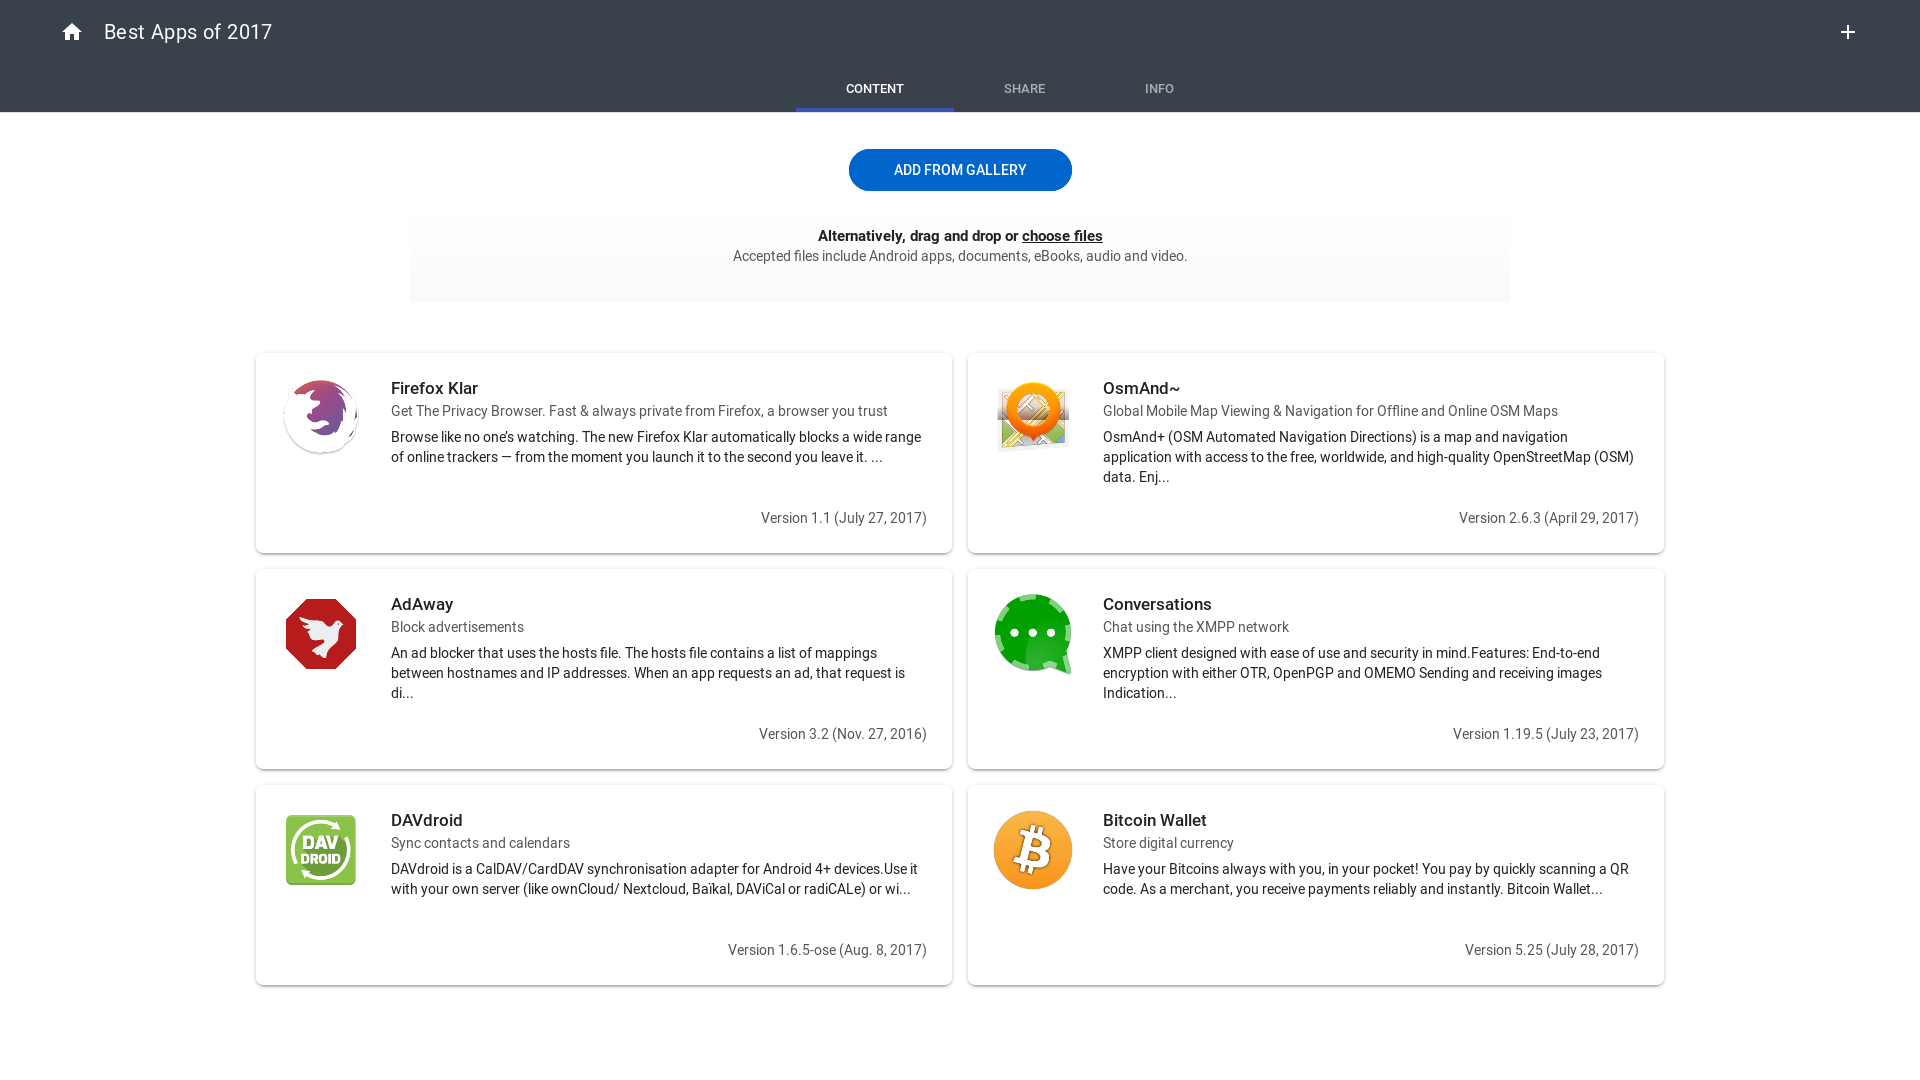 Best Apps of 2017
CONTENT
SHARE
INFO
ADD FROM GALLERY
Alternatively, drag and drop or choose files
Accepted files include Android apps, documents, eBooks, audio and video.
Firefox Klar
Get The Privacy Browser. Fast & always private from Firefox, a browser you trust
Browse like no one’s watching. The new Firefox Klar automatically blocks a wide range
of online trackers — from the moment you launch it to the second you leave it. ...
Version 1.1 (July 27, 2017)
OsmAnd~
Global Mobile Map Viewing & Navigation for Offline and Online OSM Maps
OsmAnd+ (OSM Automated Navigation Directions) is a map and navigation
application with access to the free, worldwide, and high-quality OpenStreetMap (OSM)
data. Enj...
Version 2.6.3 (April 29, 2017)
AdAway
Block advertisements
An ad blocker that uses the hosts file. The hosts file contains a list of mappings
between hostnames and IP addresses. When an app requests an ad, that request is
di...
Version 3.2 (Nov. 27, 2016)
Conversations
Chat using the XMPP network
XMPP client designed with ease of use and security in mind.Features: End-to-end
encryption with either OTR, OpenPGP and OMEMO Sending and receiving images
Indication...
Version 1.19.5 (July 23, 2017)
DAV
DROID
DAVdroid
Sync contacts and calendars
DAVdroid is a CalDAV/CardDAV synchronisation adapter for Android 4+ devices.Use it
with your own server (like ownCloud/ Nextcloud, Baïkal, DAViCal or radiCALe) or wi...
Version 1.6.5-ose (Aug. 8, 2017)
Bitcoin Wallet
Store digital currency
Have your Bitcoins always with you, in your pocket! You pay by quickly scanning a QR
code. As a merchant, you receive payments reliably and instantly. Bitcoin Wallet...
Version 5.25 (July 28, 2017)